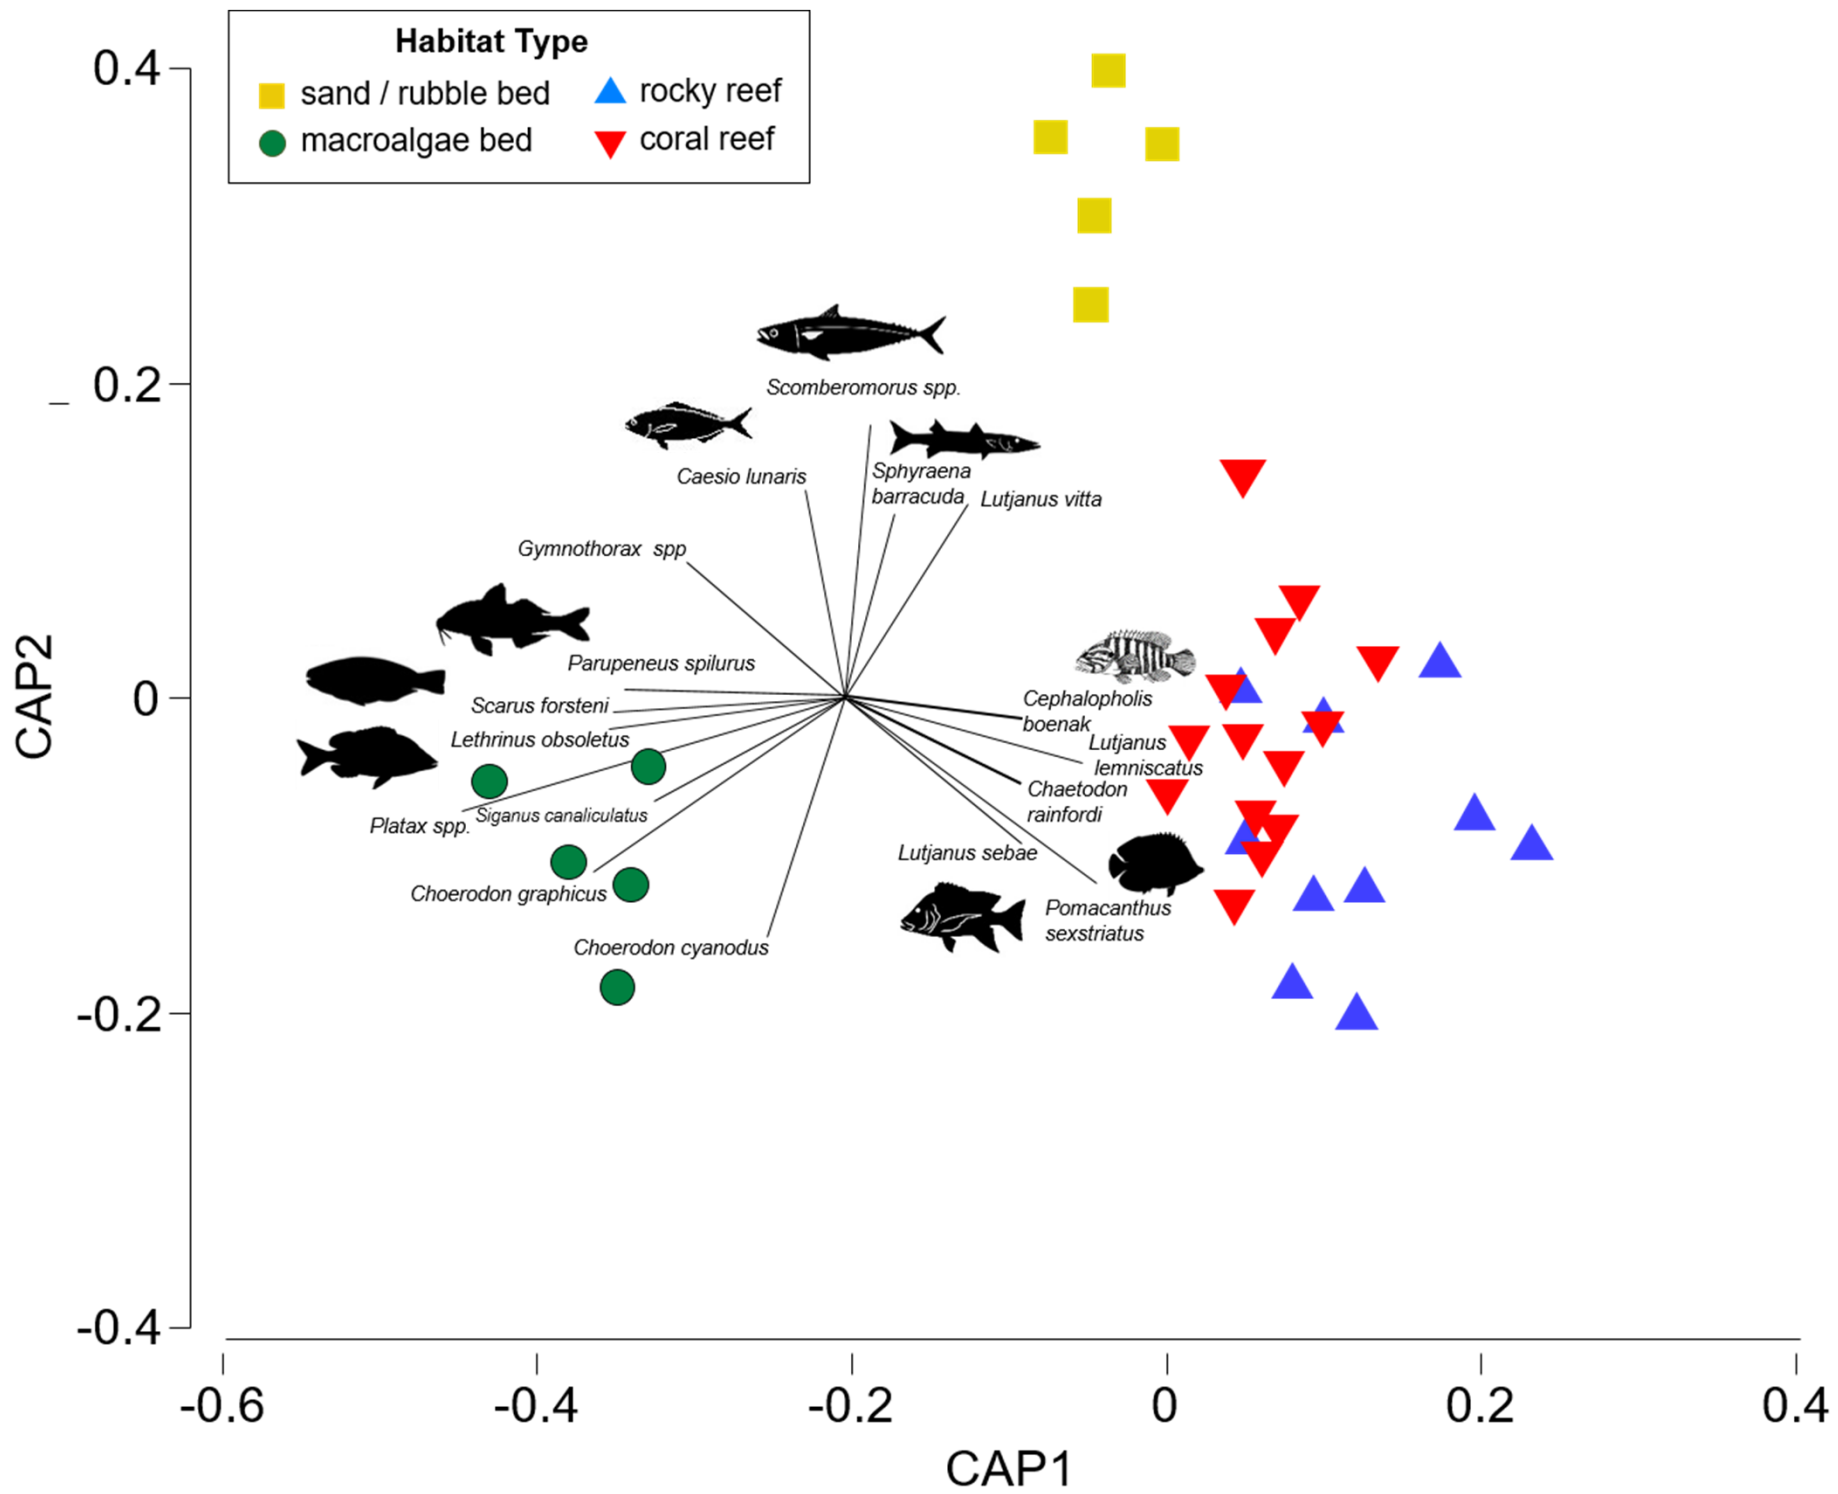 Habitat Type
sand / rubble bed
rocky reef
macroalgae bed
coral reef
0.4
0.2
0
-0.2
-0.4
CAP2
Scomberomorus spp.
Caesio lunaris
Sphyraena
barracuda
Lutjanus vitta
Gymnothorax spp
Parupeneus spilurus
Scarus forsteni
Lethrinus obsoletus
Platax spp.
Siganus canaliculatus
Choerodon graphicus
Choerodon cyanodus
Cephalopholis
boenak
Lutjanus
lemniscatus
Chaetodon
rainfordi
Lutjanus sebae
Pomacanthus
sexstriatus
-0.6
-0.4
-0.2
0
0.2
0.4
CAP1